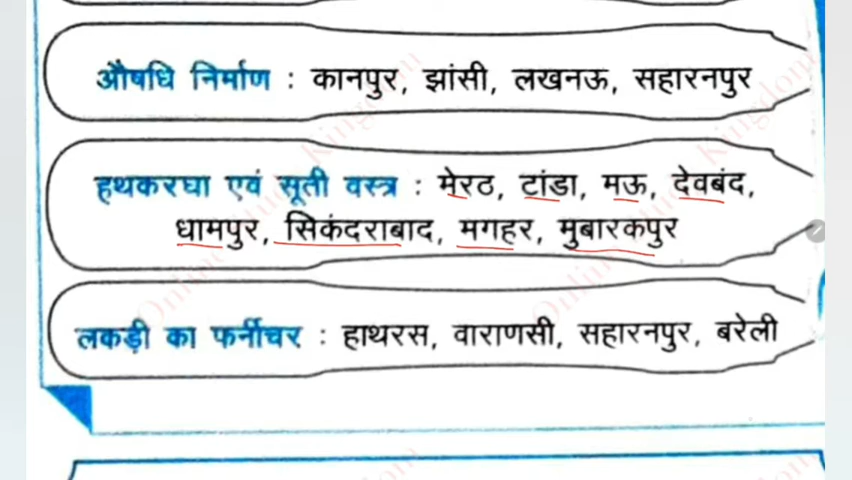 औषधि निर्माण : कानपुर, झांसी, लखनऊ, सहारनपुर
हथकरघा एवं सूती वस्त्र : मेरठ, टांडा, मऊ, देवबंद,
धामपुर, सिकंदराबाद, मगहर, मुबारकपुर
लकड़ी का फर्नीचर : हाथरस, वाराणसी, सहारनपुर, बरेली